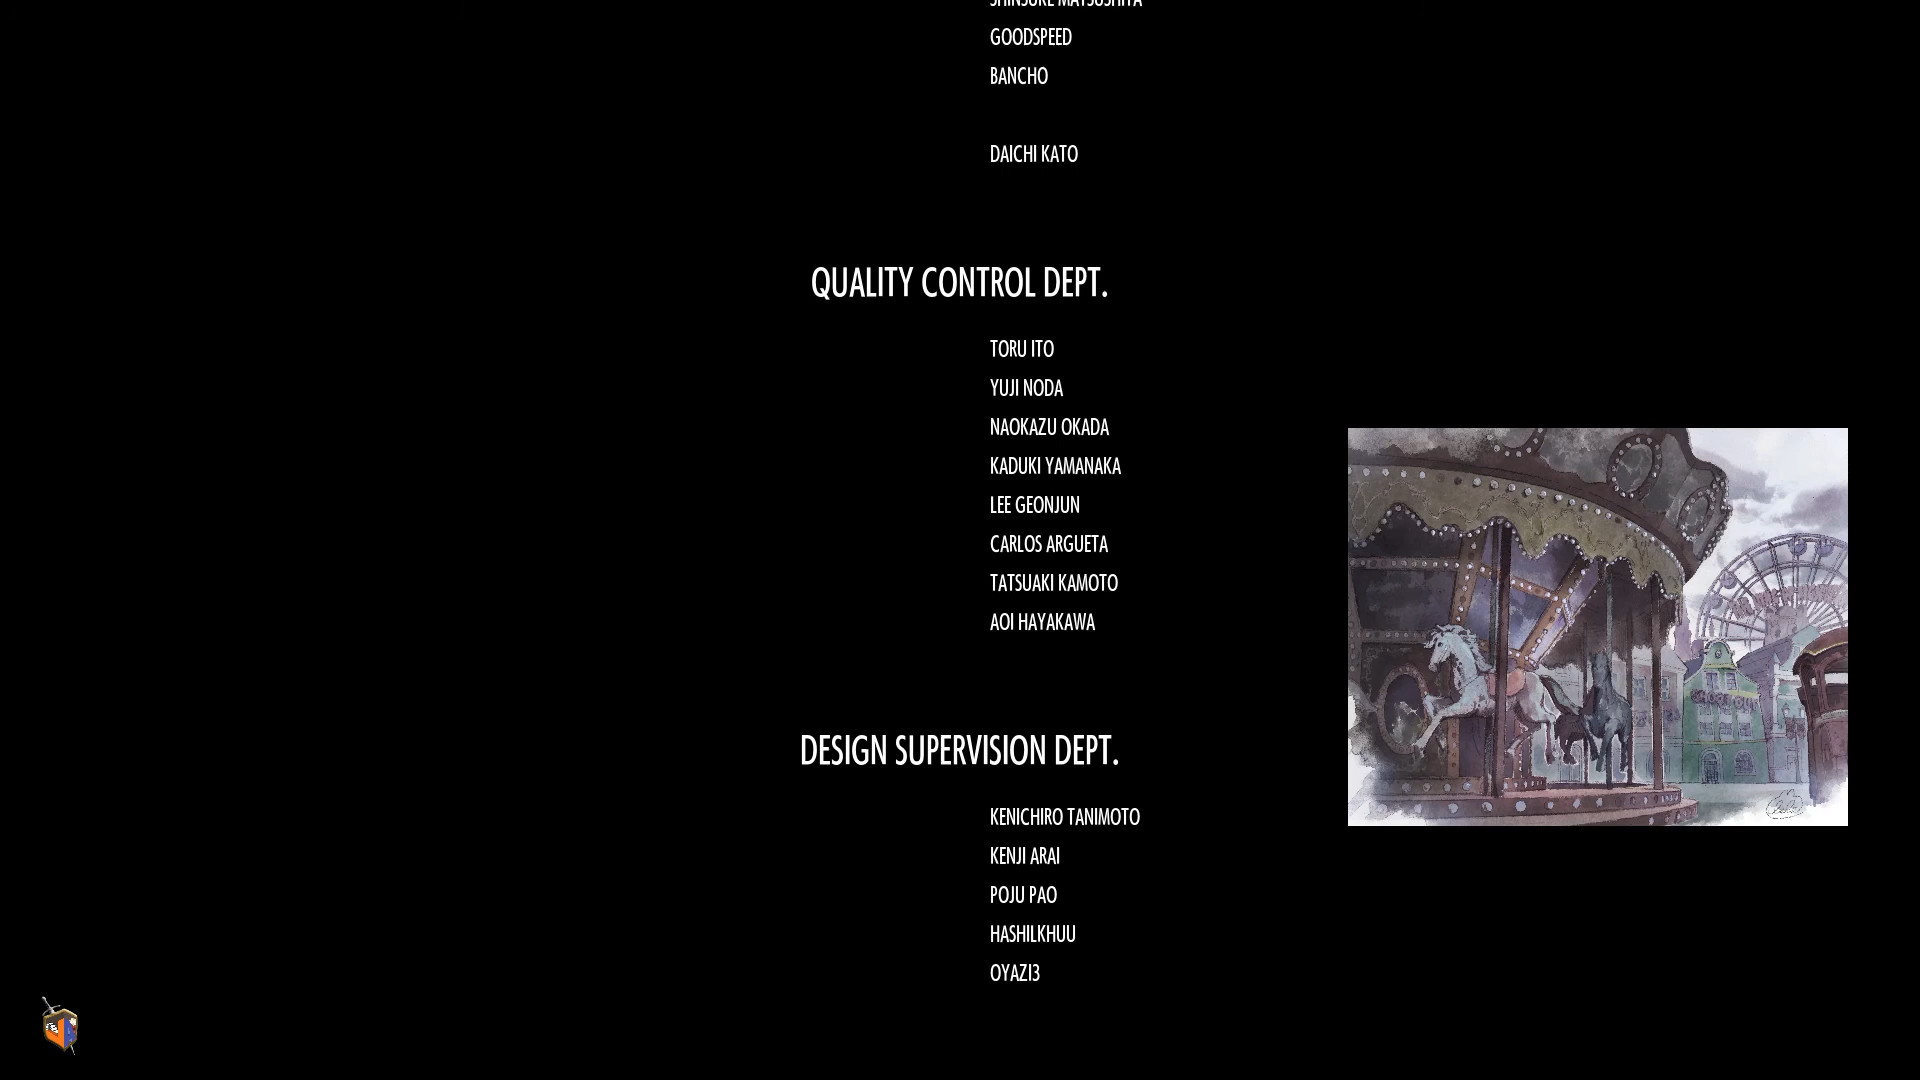 GOODSPEED
BANCHO
DAICHI KATO
QUALITY CONTROL DEPT.
TORU ITO
YUJI NODA
NAOKAZU OKADA
KADUKI YAMANAKA
LEE GEONJUN
CARLOS ARGUETA
TATSUAKI KAMOTO
AOI HAYAKAWA
DESIGN SUPERVISION DEPT.
KENICHIRO TANIMOTO
KENJI ARAI
POJU PAO
HASHILKHUU
OYAZI3